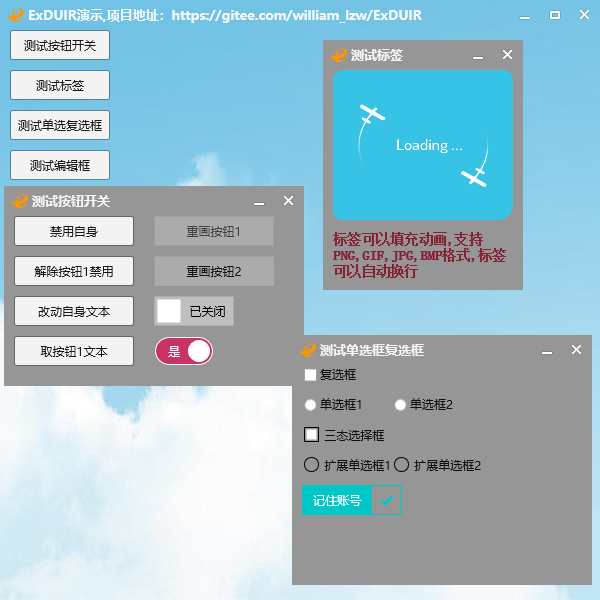 ExDUIR演示,项目地址：https://gitee.com/william_lzw/ExDUIR
测试按钮开关
测试标签
测试单选复选框
测试编辑框
测试标签
Loading ...
标签可以填充动画,支持
PNG,GIF,JPG,BMP格式,标签
可以自动换行
测试按钮开关
禁用自身
重画按钮1
解除按钮1禁用
重画按钮2
改动自身文本
已关闭
取按钮1文本
是
测试单选框复选框
复选框
单选框1
单选框2
三态选择框
扩展单选框1
扩展单选框2
记住账号